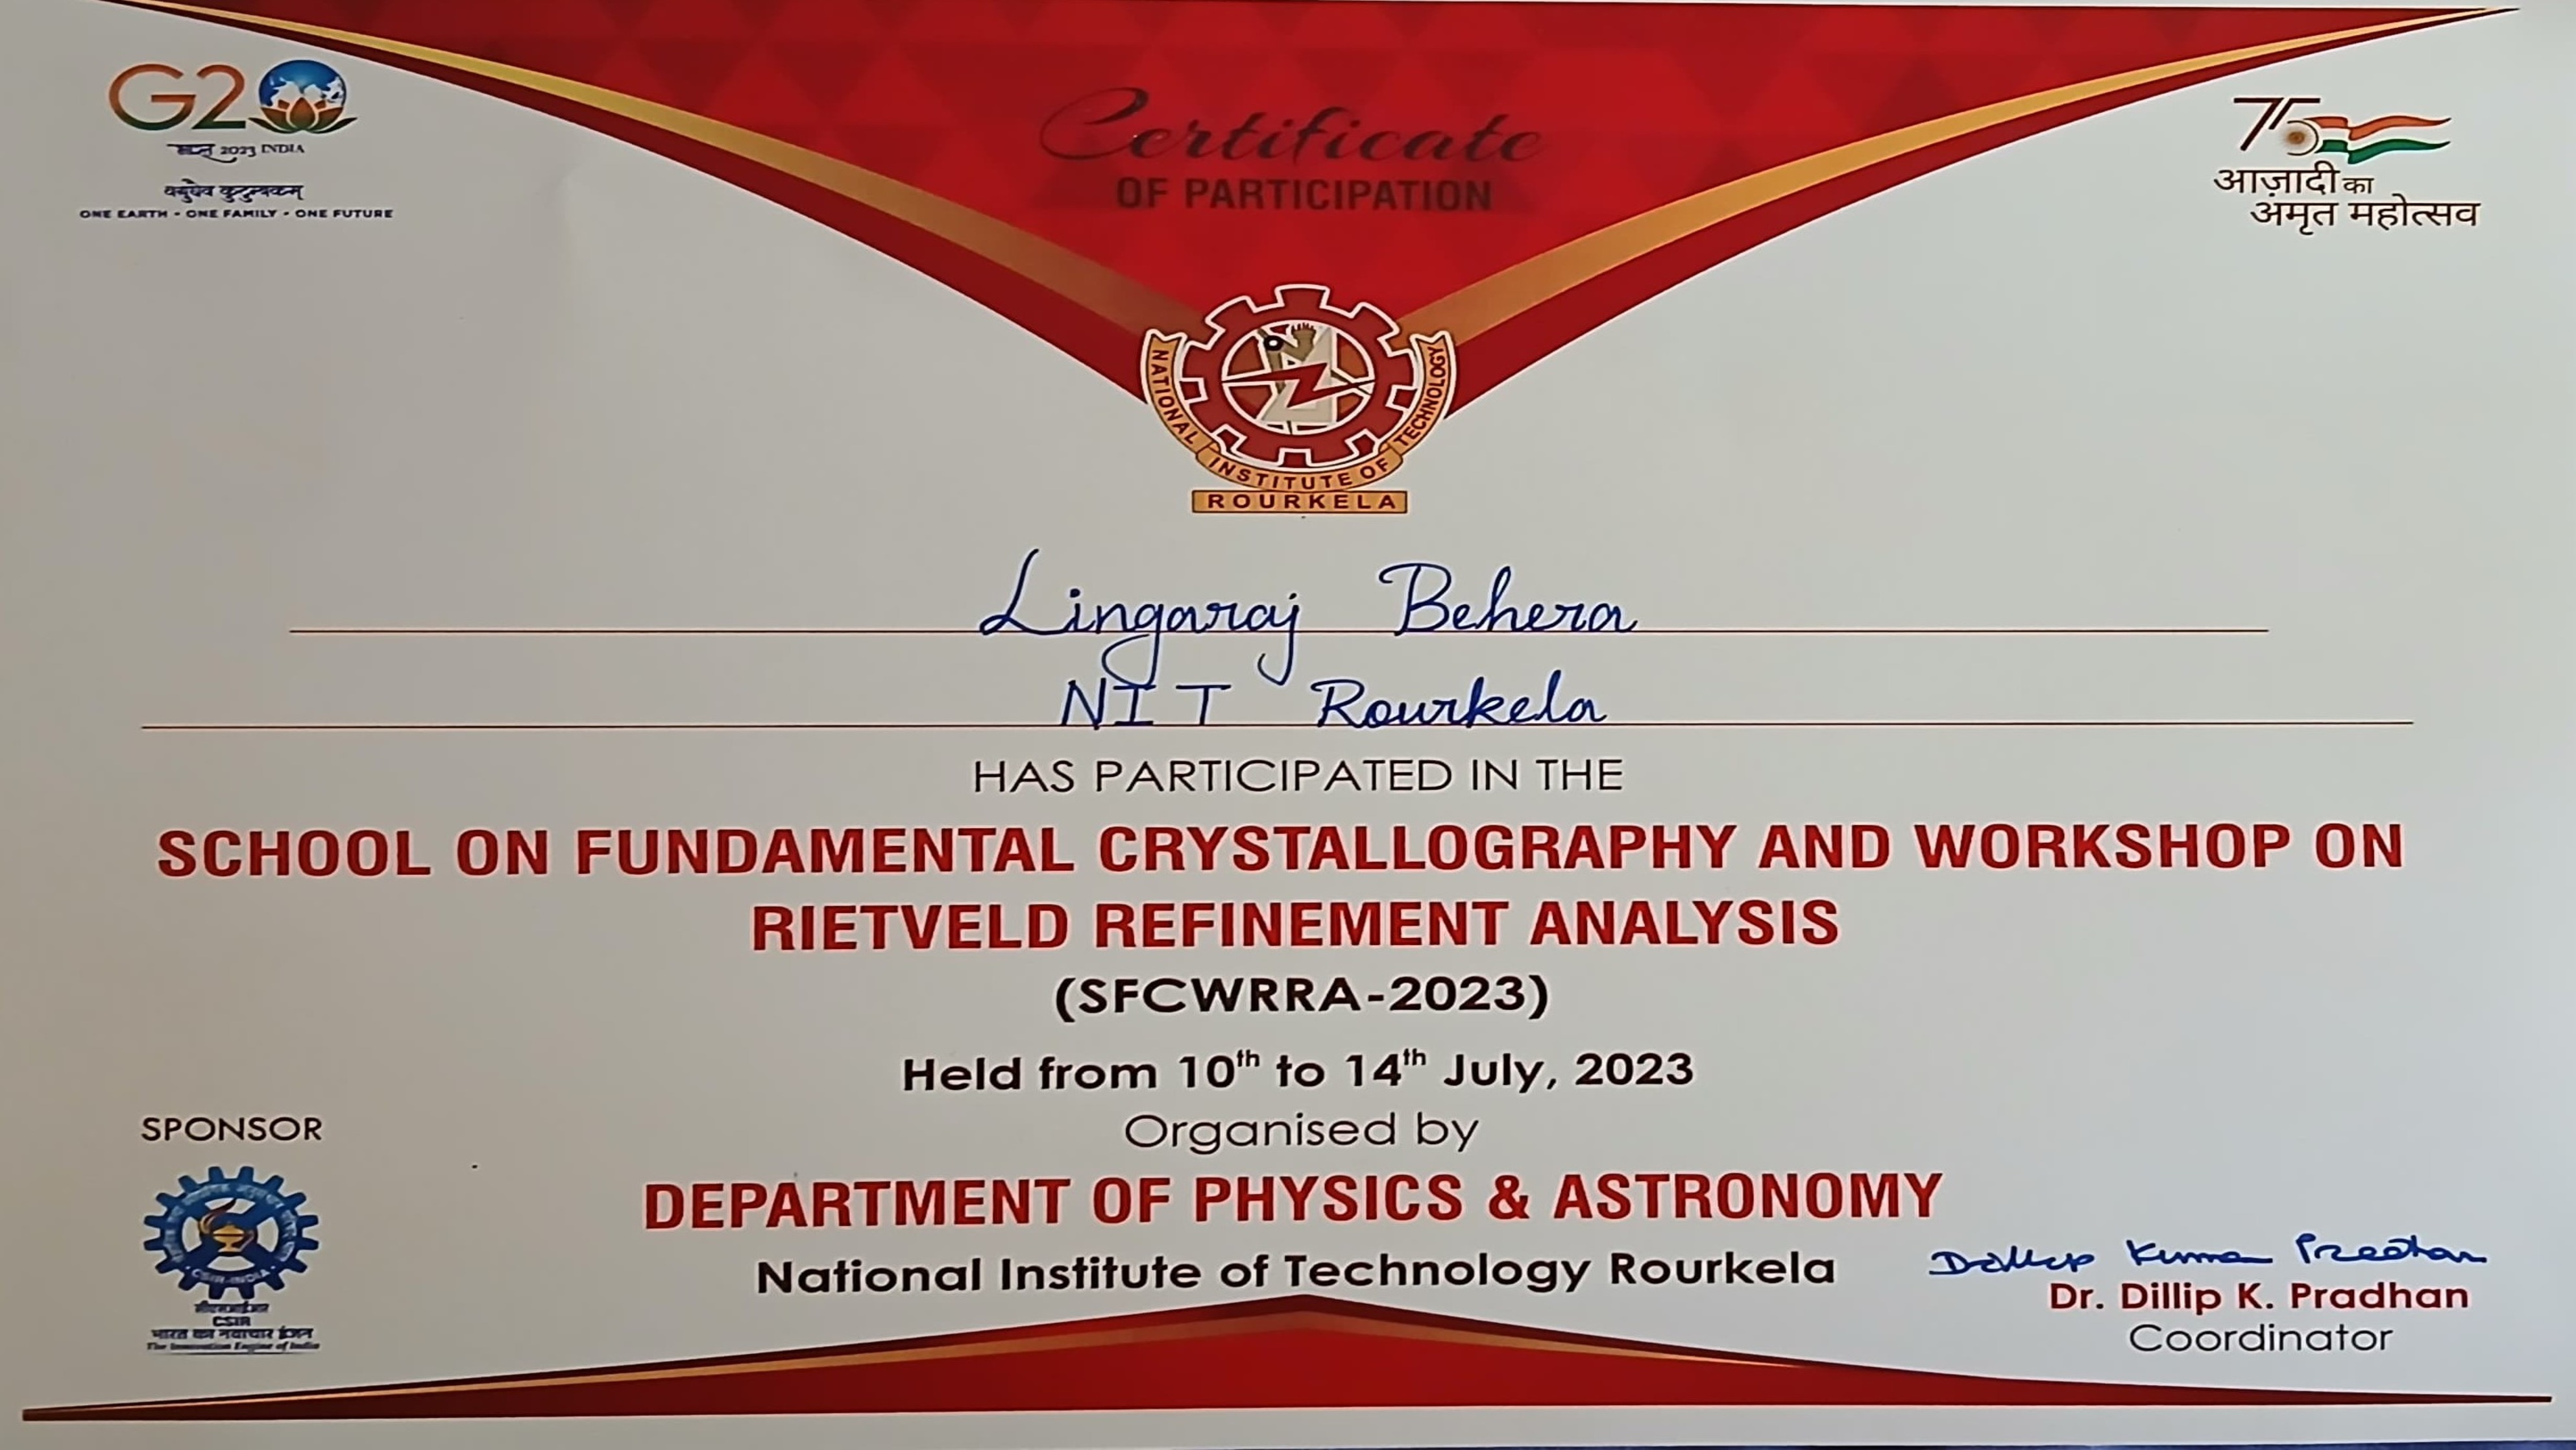 G20
भारत 2023 INDIA
वसुधैव कुटुम्बकम्
ONE EARTH • ONE FAMILY • ONE FUTURE
Certificate
OF PARTICIPATION
75
आज़ादी का
अमृत महोत्सव
NATIONAL INSTITUTE OF TECHNOLOGY
ROURKELA
Lingaraj Behera
NIT Rourkela
HAS PARTICIPATED IN THE
SCHOOL ON FUNDAMENTAL CRYSTALLOGRAPHY AND WORKSHOP ON
RIETVELD REFINEMENT ANALYSIS
(SFCWRRA-2023)
Held from 10th to 14th July, 2023
Organised by
DEPARTMENT OF PHYSICS & ASTRONOMY
National Institute of Technology Rourkela
SPONSOR
CSIR-INDIA
सीएसआईआर
CSIR
भारत का नवाचार इंजन
The Innovation Engine of India
Dillip Kumar Pradhan
Dr. Dillip K. Pradhan
Coordinator